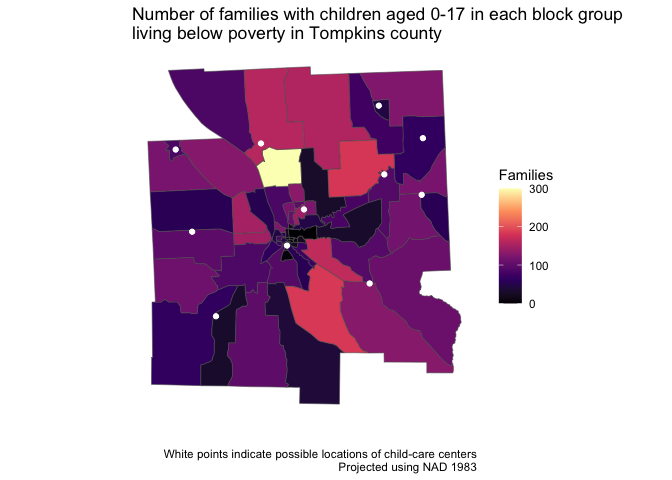 Number of families with children aged 0-17 in each block group
living below poverty in Tompkins county
Families
300
200
100
0
White points indicate possible locations of child-care centers
Projected using NAD 1983